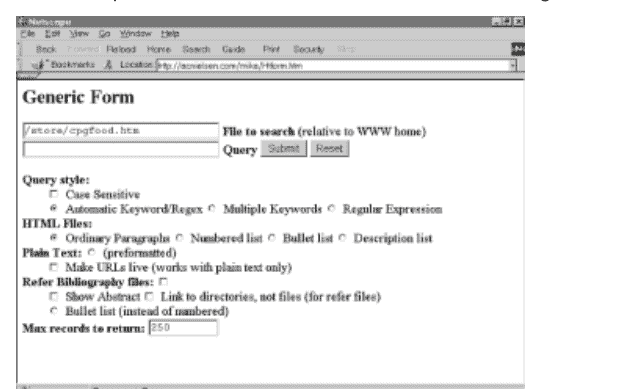 Netscape
File Edit View Go Window Help
Back Reload Home Search Guide Print Security Stop
Bookmarks Location: http://acnielsen.com/mike/Htform.htm
Generic Form
/store/cpgfood.htm File to search (relative to WWW home)
Query Submit Reset
Query style:
Case Sensitive
Automatic Keyword/Regex Multiple Keywords Regular Expression
HTML Files:
Ordinary Paragraphs Numbered list Bullet list Description list
Plain Text: (preformatted)
Make URLs live (works with plain text only)
Refer Bibliography files:
Show Abstract Link to directories, not files (for refer files)
Bullet list (instead of numbered)
Max records to return: 250